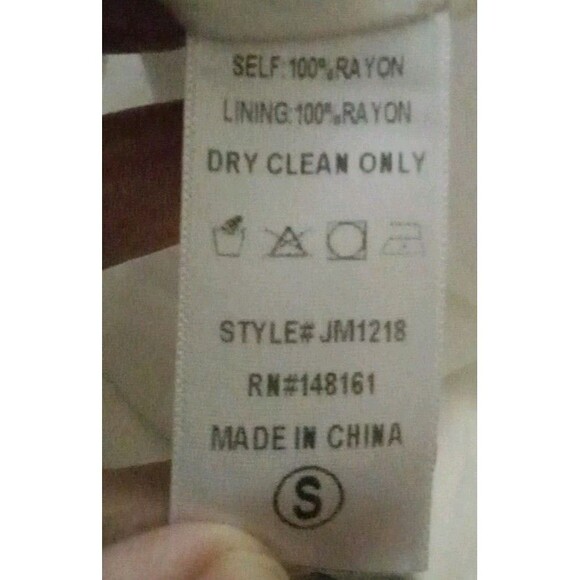 SELF:100%RAYON
LINING:100%RAYON
DRY CLEAN ONLY
STYLE# JM1218
RN#148161
MADE IN CHINA
S